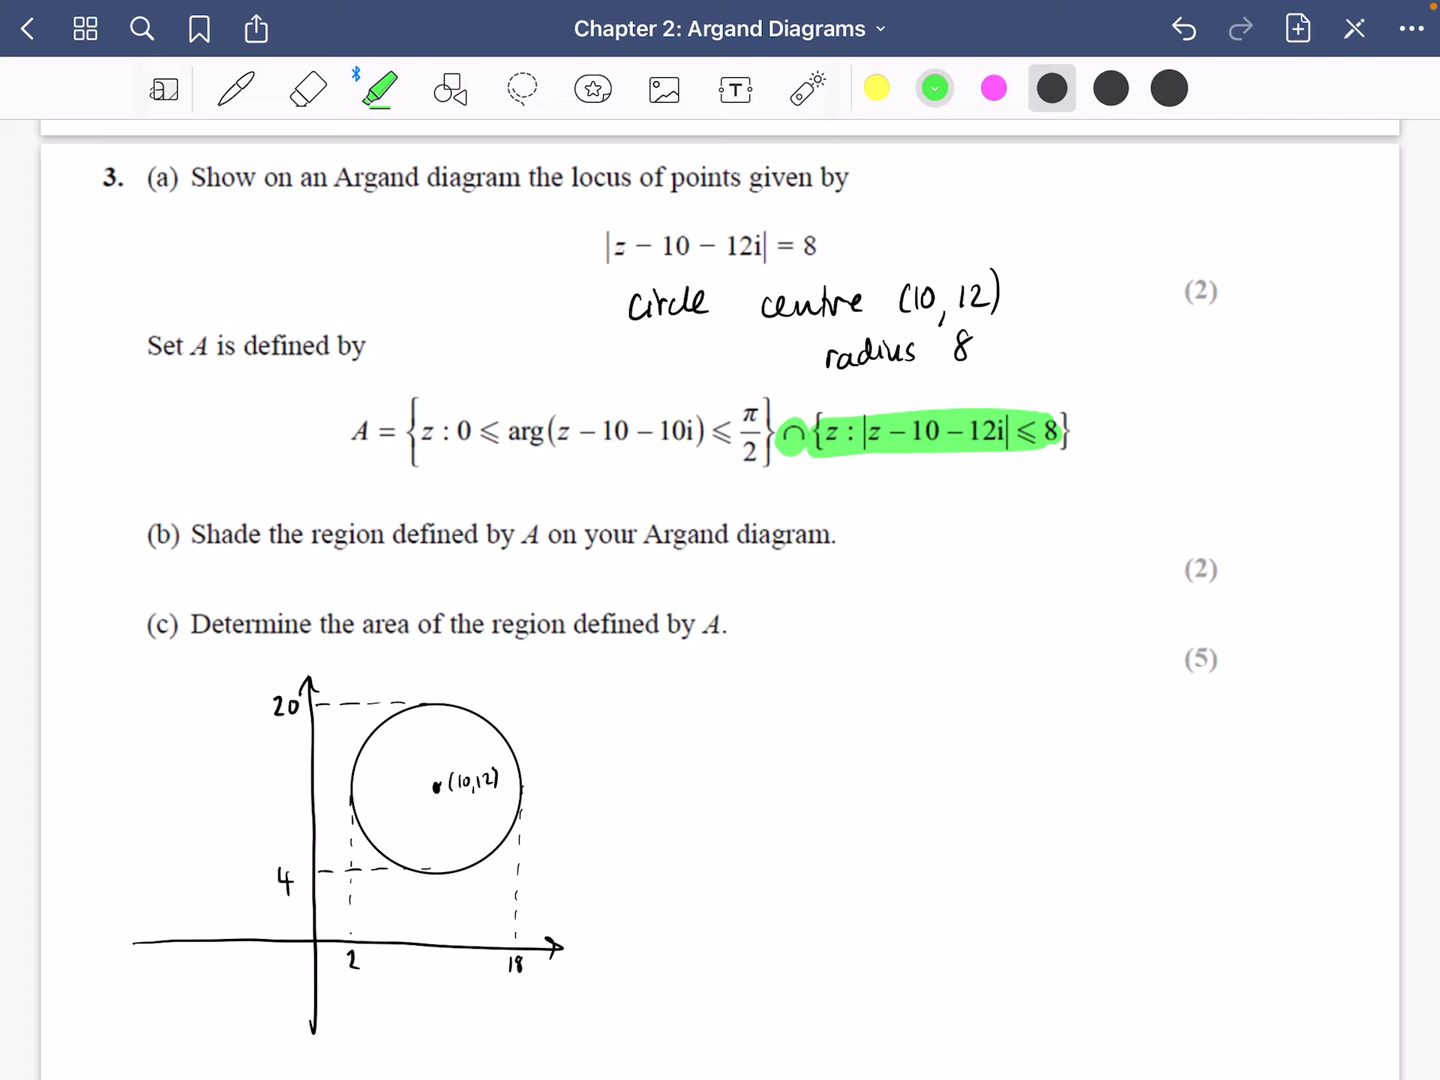 Chapter 2: Argand Diagrams
T
3. (a) Show on an Argand diagram the locus of points given by
|z − 10 − 12i| = 8
(2)
circle centre (10, 12)
radius 8
Set A is defined by
A = {z : 0 ⩽ arg(z − 10 − 10i) ⩽ π/2} ∩ {z : |z − 10 − 12i| ⩽ 8}
(b) Shade the region defined by A on your Argand diagram.
(2)
(c) Determine the area of the region defined by A.
(5)
20
(10,12)
4
2
18